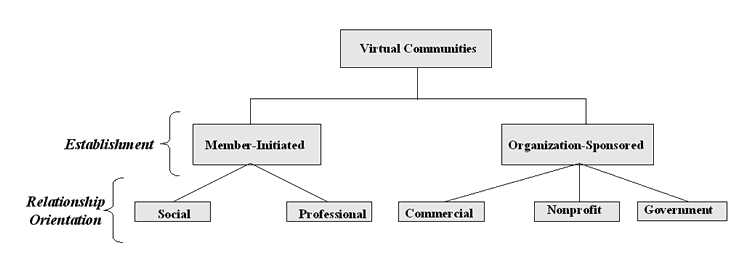 Virtual Communities
Establishment
Member-Initiated
Organization-Sponsored
Relationship
Orientation
Social
Professional
Commercial
Nonprofit
Government